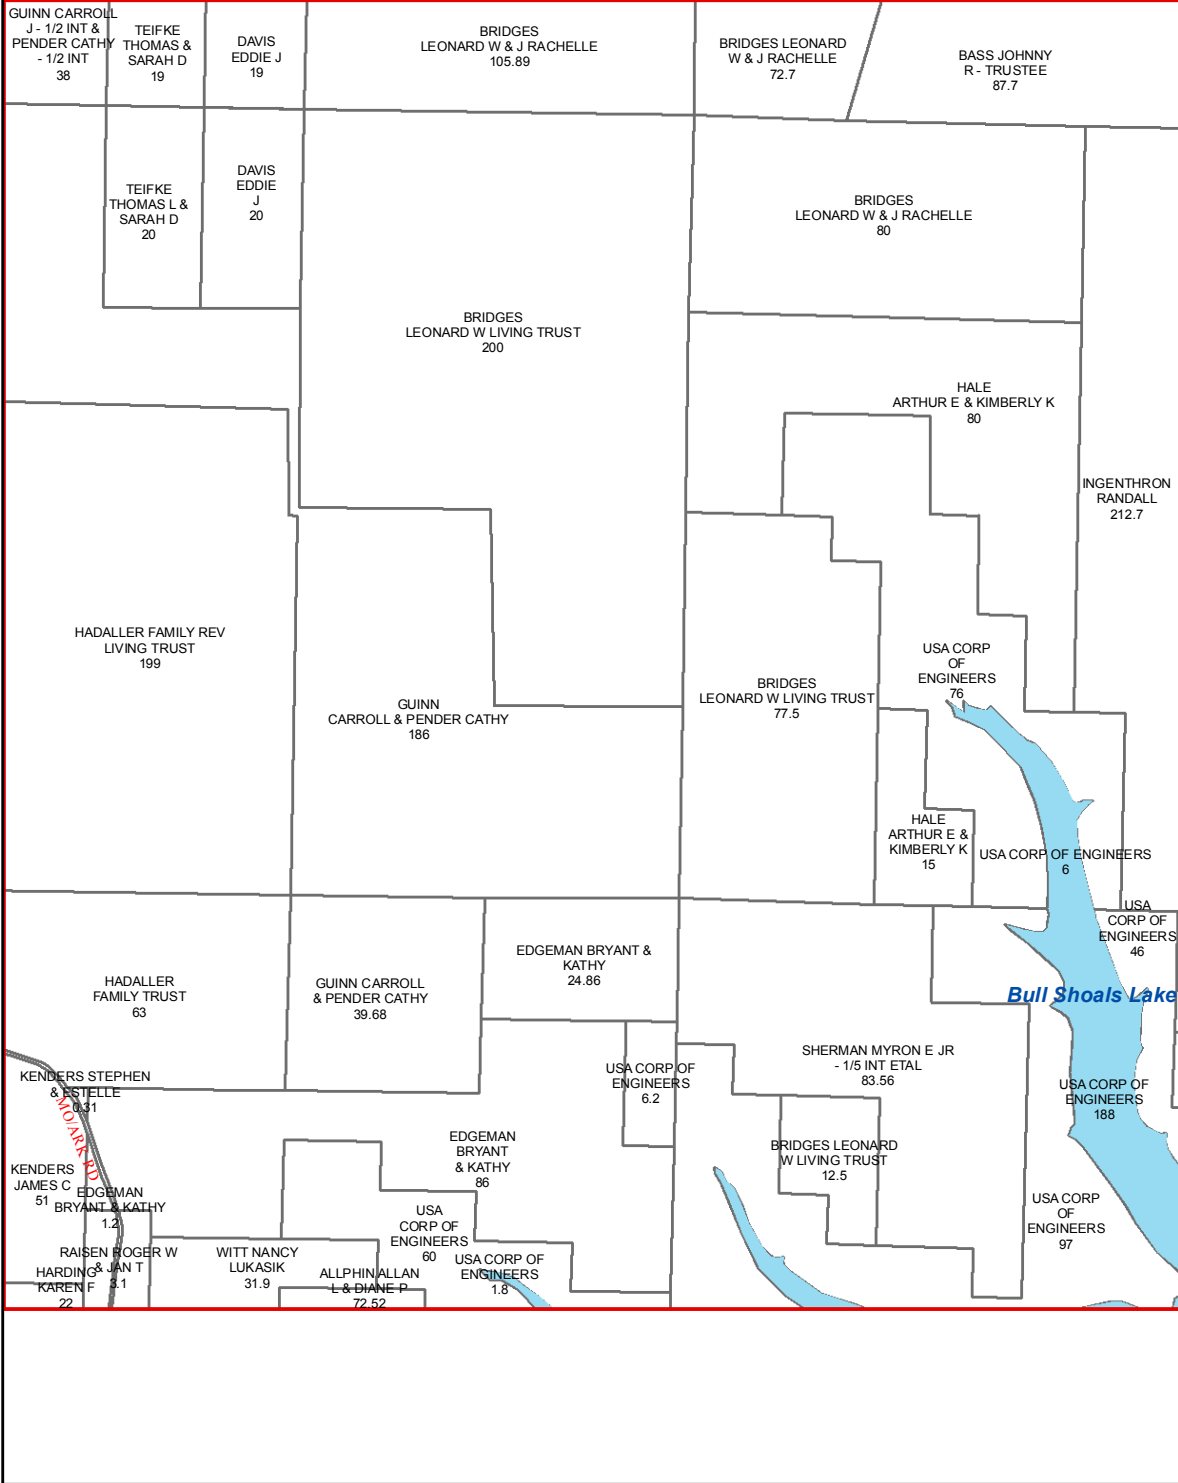 GUINN CARROLL
J - 1/2 INT &
PENDER CATHY
- 1/2 INT
38
TEIFKE
THOMAS &
SARAH D
19
DAVIS
EDDIE J
19
BRIDGES
LEONARD W & J RACHELLE
105.89
BRIDGES LEONARD
W & J RACHELLE
72.7
BASS JOHNNY
R - TRUSTEE
87.7
TEIFKE
THOMAS L &
SARAH D
20
DAVIS
EDDIE
J
20
BRIDGES
LEONARD W & J RACHELLE
80
BRIDGES
LEONARD W LIVING TRUST
200
HALE
ARTHUR E & KIMBERLY K
80
INGENTHRON
RANDALL
212.7
HADALLER FAMILY REV
LIVING TRUST
199
GUINN
CARROLL & PENDER CATHY
186
BRIDGES
LEONARD W LIVING TRUST
77.5
USA CORP
OF
ENGINEERS
76
HALE
ARTHUR E &
KIMBERLY K
15
USA CORP OF ENGINEERS
6
USA
CORP OF
ENGINEERS
46
HADALLER
FAMILY TRUST
63
GUINN CARROLL
& PENDER CATHY
39.68
EDGEMAN BRYANT &
KATHY
24.86
Bull Shoals Lake
SHERMAN MYRON E JR
- 1/5 INT ETAL
83.56
USA CORP OF
ENGINEERS
6.2
USA CORP OF
ENGINEERS
188
KENDERS STEPHEN
& ESTELLE
0.31
MO/ARK RD
EDGEMAN
BRYANT
& KATHY
86
BRIDGES LEONARD
W LIVING TRUST
12.5
KENDERS
JAMES C
51
EDGEMAN
BRYANT & KATHY
1.2
USA
CORP OF
ENGINEERS
60
USA CORP
OF
ENGINEERS
97
RAISEN ROGER W
& JAN T
3.1
HARDING
KAREN F
22
WITT NANCY
LUKASIK
31.9
ALLPHIN ALLAN
L & DIANE P
72.52
USA CORP OF
ENGINEERS
1.8